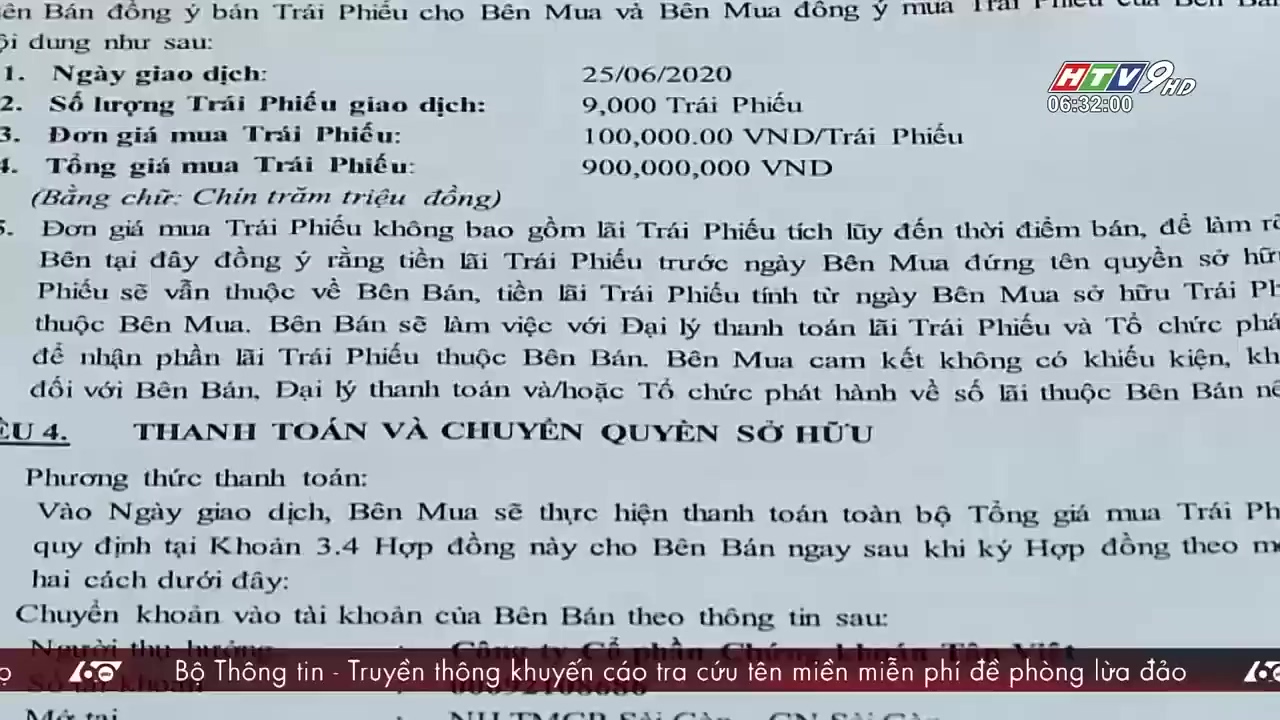 Bên Bán đồng ý bán Trái Phiếu cho Bên Mua và Bên Mua đồng ý mua Trái Phiếu của Bên Bán
ội dung như sau:
1. Ngày giao dịch: 25/06/2020
2. Số lượng Trái Phiếu giao dịch: 9,000 Trái Phiếu
3. Đơn giá mua Trái Phiếu: 100,000.00 VND/Trái Phiếu
4. Tổng giá mua Trái Phiếu: 900,000,000 VND
(Bằng chữ: Chín trăm triệu đồng)
5. Đơn giá mua Trái Phiếu không bao gồm lãi Trái Phiếu tích lũy đến thời điểm bán, để làm rõ
Bên tại đây đồng ý rằng tiền lãi Trái Phiếu trước ngày Bên Mua đứng tên quyền sở hữu
Phiếu sẽ vẫn thuộc về Bên Bán, tiền lãi Trái Phiếu tính từ ngày Bên Mua sở hữu Trái Ph
thuộc Bên Mua. Bên Bán sẽ làm việc với Đại lý thanh toán lãi Trái Phiếu và Tổ chức phá
để nhận phần lãi Trái Phiếu thuộc Bên Bán. Bên Mua cam kết không có khiếu kiện, kh
đối với Bên Bán, Đại lý thanh toán và/hoặc Tổ chức phát hành về số lãi thuộc Bên Bán nê
ỀU 4. THANH TOÁN VÀ CHUYỂN QUYỀN SỞ HỮU
Phương thức thanh toán:
Vào Ngày giao dịch, Bên Mua sẽ thực hiện thanh toán toàn bộ Tổng giá mua Trái Ph
quy định tại Khoản 3.4 Hợp đồng này cho Bên Bán ngay sau khi ký Hợp đồng theo mộ
hai cách dưới đây:
Chuyển khoản vào tài khoản của Bên Bán theo thông tin sau:
Người thụ hưởng : Công ty Cổ phần Chứng khoán Tân Việt
Số tài khoản : 00892108686
Mở tại : NH TMCP Sài Gòn – CN Sài Gòn
HTV9 HD
06:32:00
ọ 60 Bộ Thông tin - Truyền thông khuyến cáo tra cứu tên miền miễn phí đề phòng lừa đảo 60